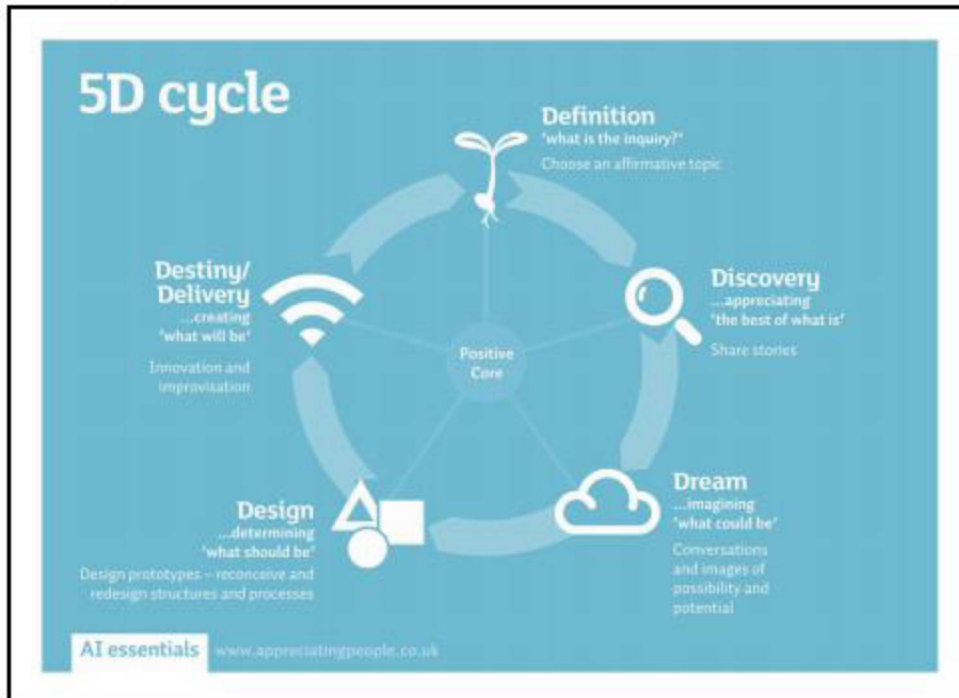 5D cycle
Definition
'what is the inquiry?'
Choose an affirmative topic
Discovery
...appreciating
'the best of what is'
Share stories
Dream
...imagining
'what could be'
Conversations
and images of
possibility and
potential
Design
...determining
'what should be'
Design prototypes – reconceive and
redesign structures and processes
Destiny/
Delivery
...creating
'what will be'
Innovation and
improvisation
Positive
Core
AI essentials www.appreciatingpeople.co.uk